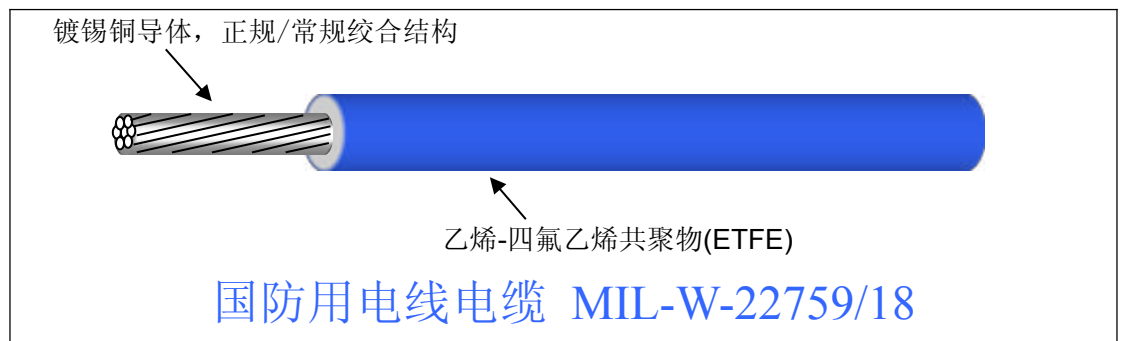 镀锡铜导体，正规/常规绞合结构
乙烯-四氟乙烯共聚物(ETFE)
国防用电线电缆 MIL-W-22759/18